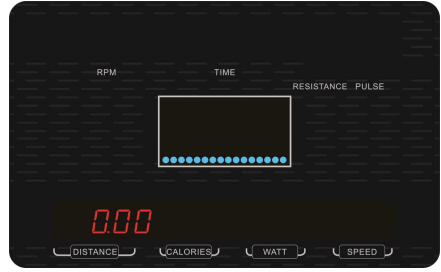 RPM TIME
RESISTANCE PULSE
0.00
DISTANCE CALORIES WATT SPEED